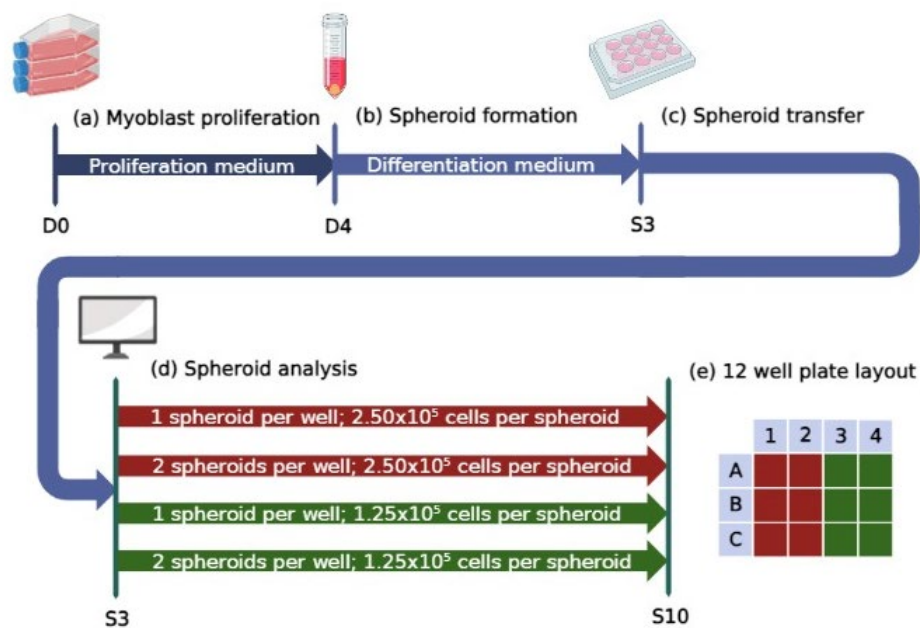 (a) Myoblast proliferation
(b) Spheroid formation
(c) Spheroid transfer
Proliferation medium
Differentiation medium
D0
D4
S3
(d) Spheroid analysis
1 spheroid per well; 2.50x10⁵ cells per spheroid
2 spheroids per well; 2.50x10⁵ cells per spheroid
1 spheroid per well; 1.25x10⁵ cells per spheroid
2 spheroids per well; 1.25x10⁵ cells per spheroid
S3
S10
(e) 12 well plate layout
1 2 3 4
A
B
C